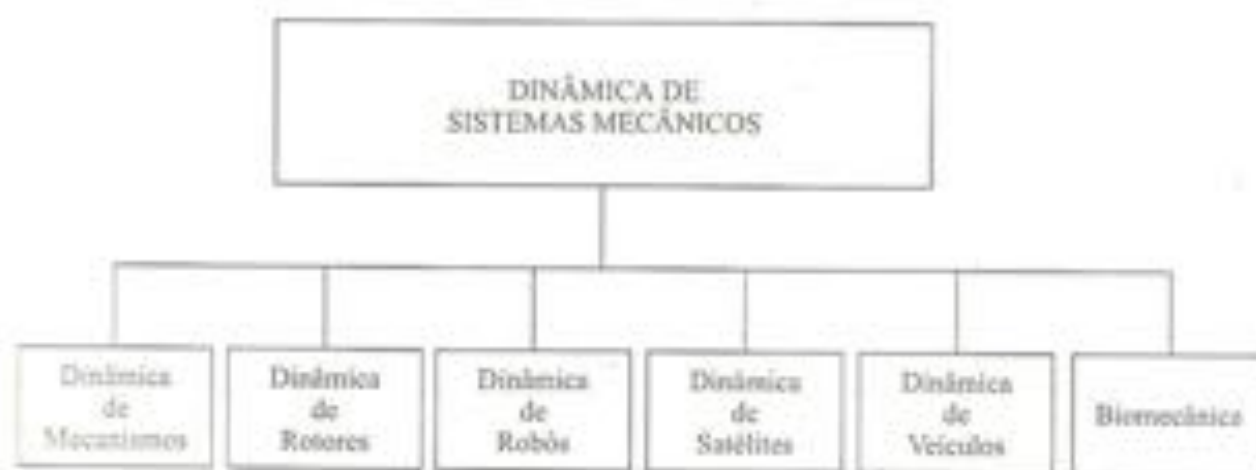 DINÂMICA DE
SISTEMAS MECÂNICOS
Dinâmica
de
Mecanismos
Dinâmica
de
Rotores
Dinâmica
de
Robôs
Dinâmica
de
Satélites
Dinâmica
de
Veículos
Biomecânica